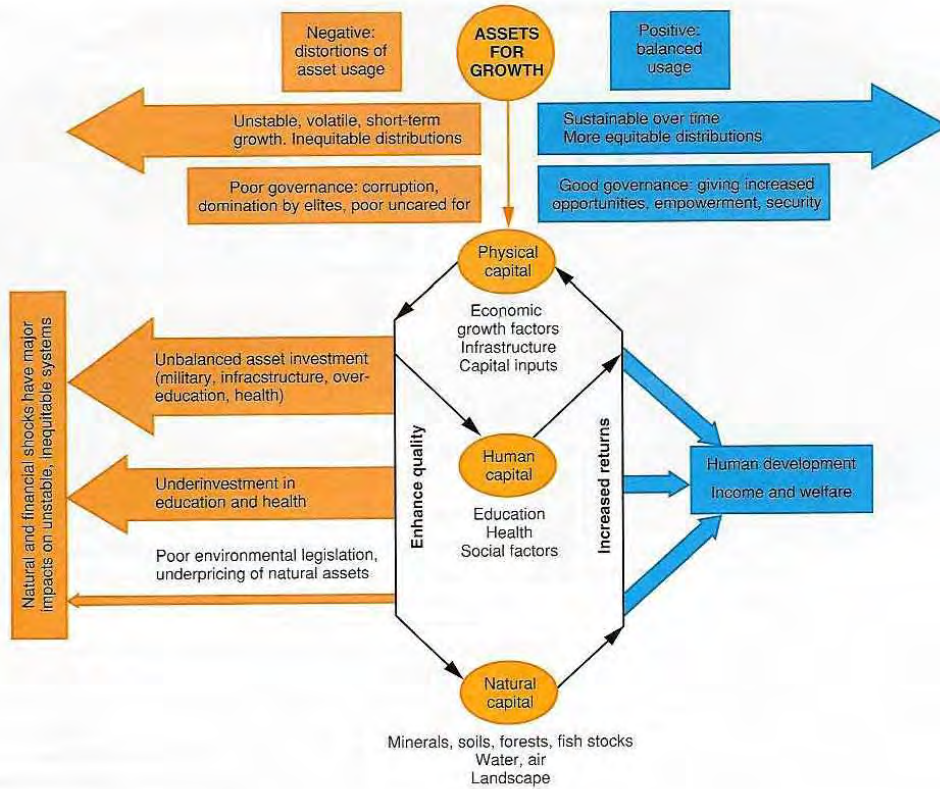 Negative:
distortions of
asset usage
ASSETS
FOR
GROWTH
Positive:
balanced
usage
Unstable, volatile, short-term
growth. Inequitable distributions
Sustainable over time
More equitable distributions
Poor governance: corruption,
domination by elites, poor uncared for
Good governance: giving increased
opportunities, empowerment, security
Physical
capital
Economic
growth factors
Infrastructure
Capital inputs
Natural and financial shocks have major
impacts on unstable, inequitable systems
Unbalanced asset investment
(military, infracstructure, over-
education, health)
Enhance quality
Human
capital
Increased returns
Human development
Income and welfare
Underinvestment in
education and health
Education
Health
Social factors
Poor environmental legislation,
underpricing of natural assets
Natural
capital
Minerals, soils, forests, fish stocks
Water, air
Landscape